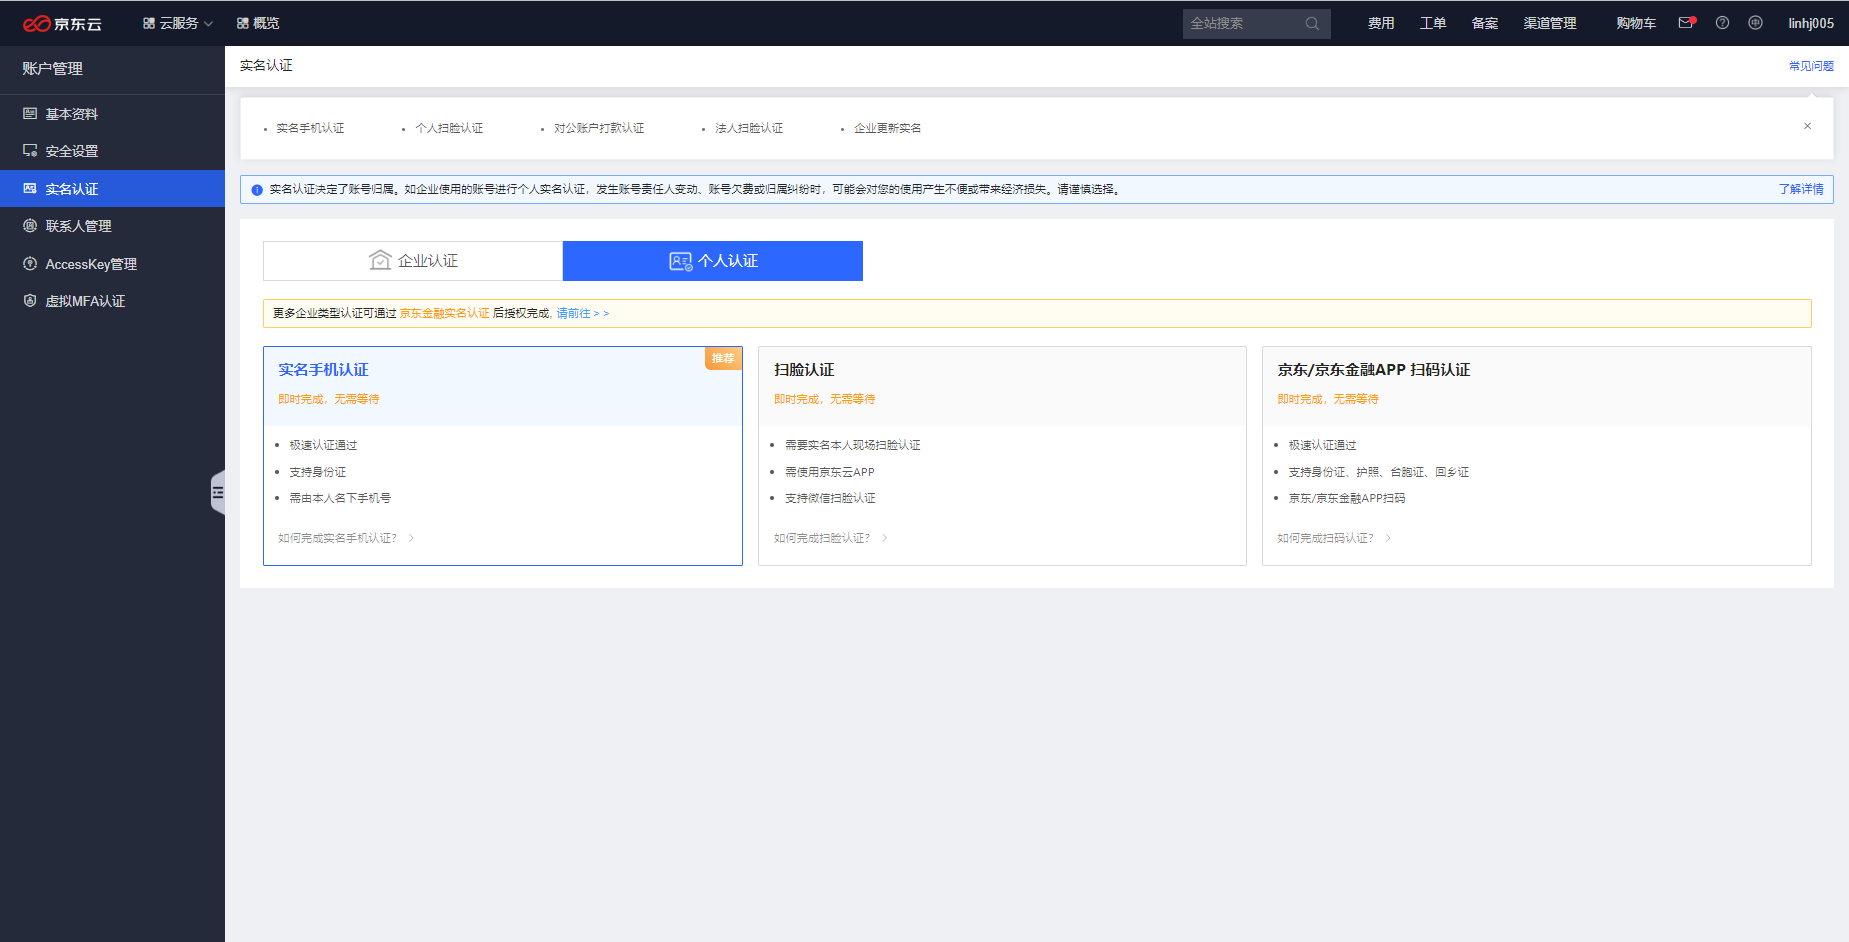 京东云
云服务
概览
全站搜索
费用
工单
备案
渠道管理
购物车
中
linhj005
账户管理
基本资料
安全设置
实名认证
联系人管理
AccessKey管理
虚拟MFA认证
实名认证
常见问题
实名手机认证
个人扫脸认证
对公账户打款认证
法人扫脸认证
企业更新实名
实名认证决定了账号归属。如企业使用的账号进行个人实名认证，发生账号责任人变动、账号欠费或归属纠纷时，可能会对您的使用产生不便或带来经济损失。请谨慎选择。
了解详情
企业认证
个人认证
更多企业类型认证可通过 京东金融实名认证 后授权完成, 请前往 > >
实名手机认证
推荐
即时完成，无需等待
极速认证通过
支持身份证
需由本人名下手机号
如何完成实名手机认证?
扫脸认证
即时完成，无需等待
需要实名本人现场扫脸认证
需使用京东云APP
支持微信扫脸认证
如何完成扫脸认证?
京东/京东金融APP 扫码认证
即时完成，无需等待
极速认证通过
支持身份证、护照、台胞证、回乡证
京东/京东金融APP扫码
如何完成扫码认证?